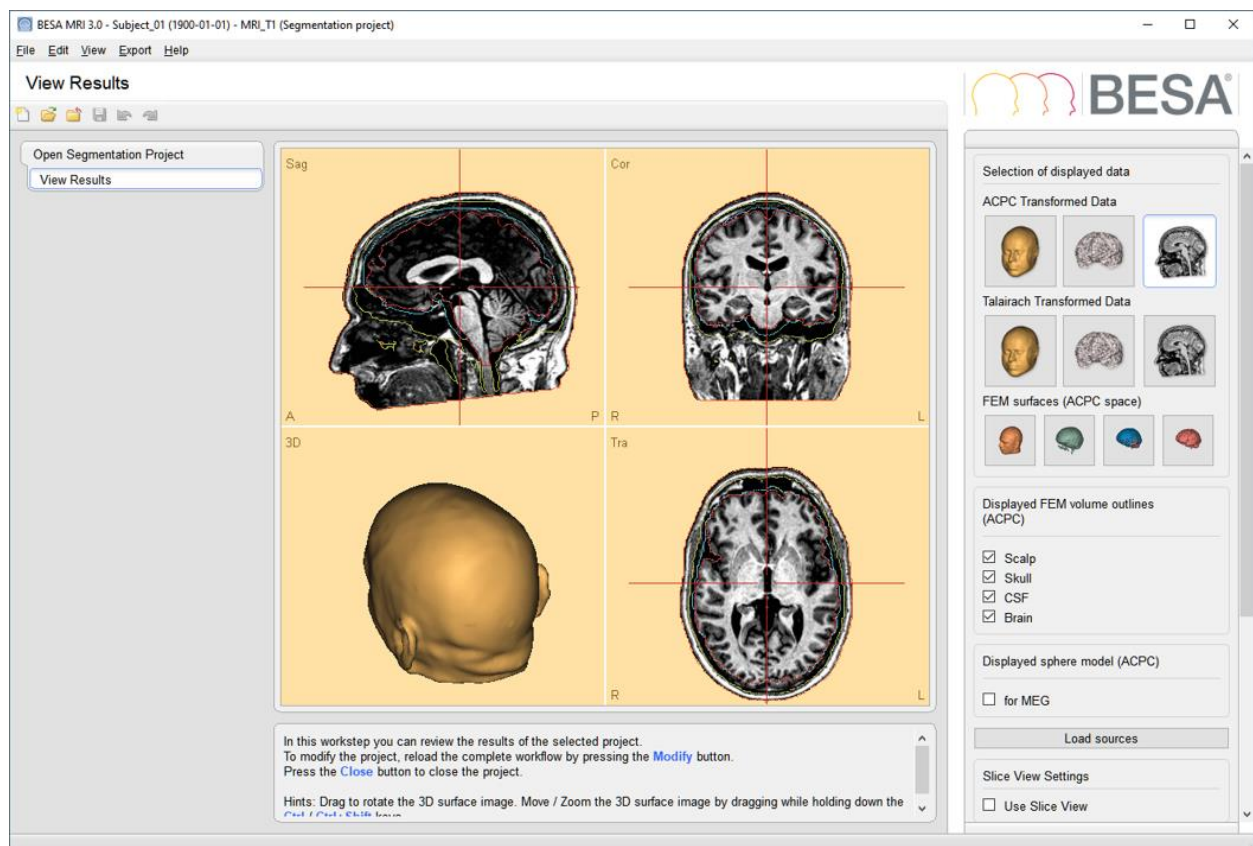 BESA MRI 3.0 - Subject_01 (1900-01-01) - MRI_T1 (Segmentation project)
File Edit View Export Help
View Results
BESA®
Open Segmentation Project
View Results
Sag
A
P
Cor
R
L
3D
Tra
R
L
In this workstep you can review the results of the selected project.
To modify the project, reload the complete workflow by pressing the Modify button.
Press the Close button to close the project.
Hints: Drag to rotate the 3D surface image. Move / Zoom the 3D surface image by dragging while holding down the
Ctrl / Ctrl+Shift keys
Selection of displayed data
ACPC Transformed Data
Talairach Transformed Data
FEM surfaces (ACPC space)
Displayed FEM volume outlines
(ACPC)
Scalp
Skull
CSF
Brain
Displayed sphere model (ACPC)
for MEG
Load sources
Slice View Settings
Use Slice View